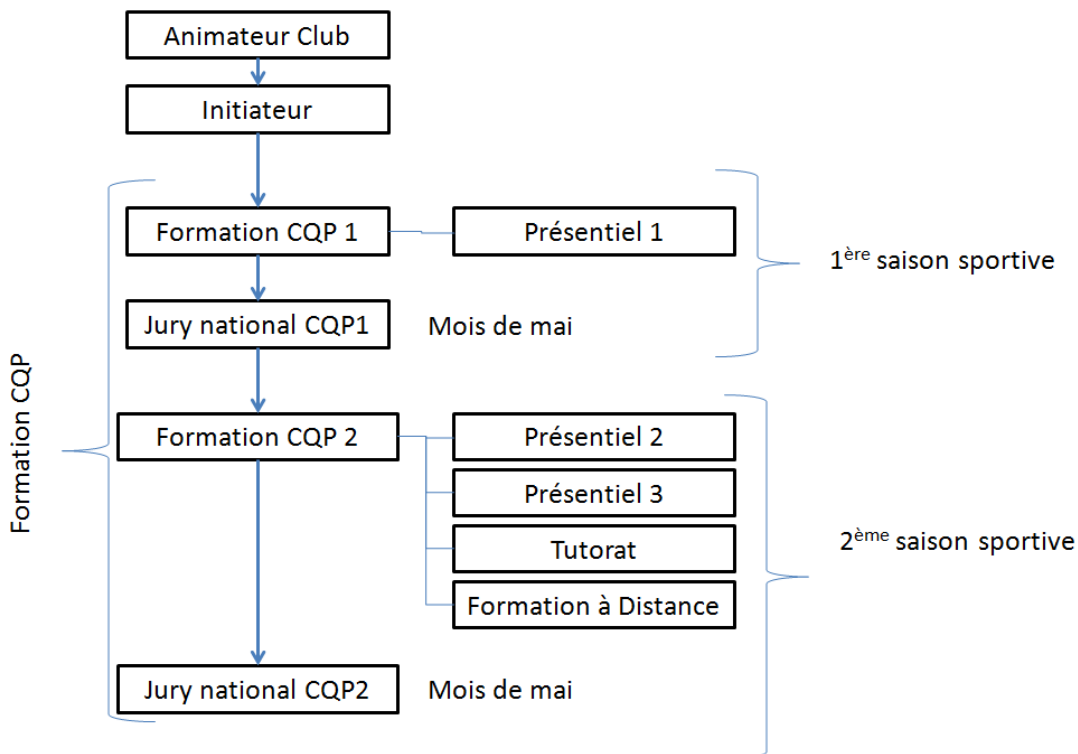 Animateur Club
Initiateur
Formation CQP 1
Présentiel 1
1ère saison sportive
Jury national CQP1
Mois de mai
Formation CQP
Formation CQP 2
Présentiel 2
Présentiel 3
Tutorat
2ème saison sportive
Formation à Distance
Jury national CQP2
Mois de mai